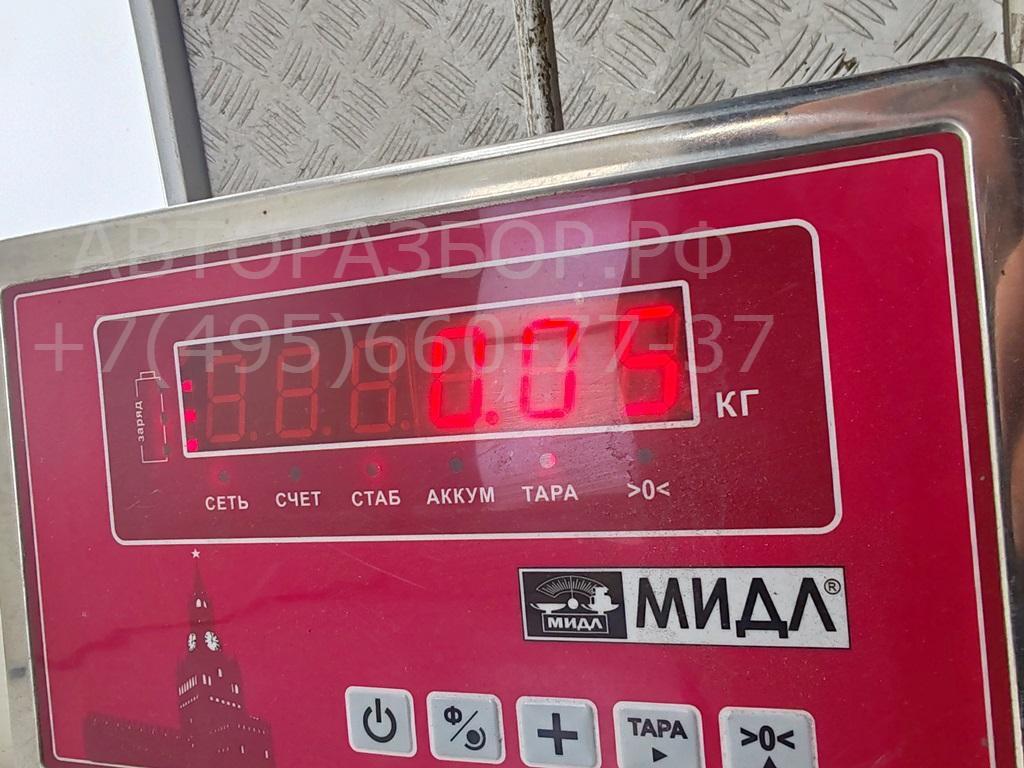 АВТОРАЗБОР.РФ
+7(495)660-77-37
0.05
КГ
заряд
СЕТЬ СЧЕТ СТАБ АККУМ ТАРА >0<
МИДЛ МИДЛ®
Ф
+ ТАРА >0<